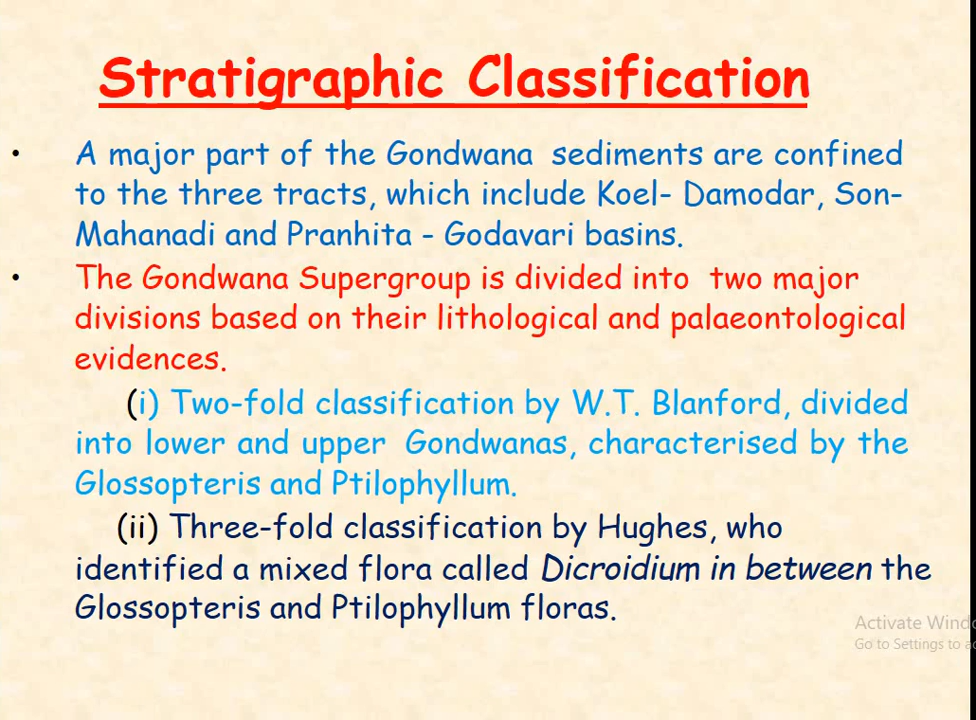 Stratigraphic Classification
• A major part of the Gondwana sediments are confined
to the three tracts, which include Koel- Damodar, Son-
Mahanadi and Pranhita - Godavari basins.
• The Gondwana Supergroup is divided into two major
divisions based on their lithological and palaeontological
evidences.
(i) Two-fold classification by W.T. Blanford, divided
into lower and upper Gondwanas, characterised by the
Glossopteris and Ptilophyllum.
(ii) Three-fold classification by Hughes, who
identified a mixed flora called Dicroidium in between the
Glossopteris and Ptilophyllum floras.
Activate Windo
Go to Settings to a